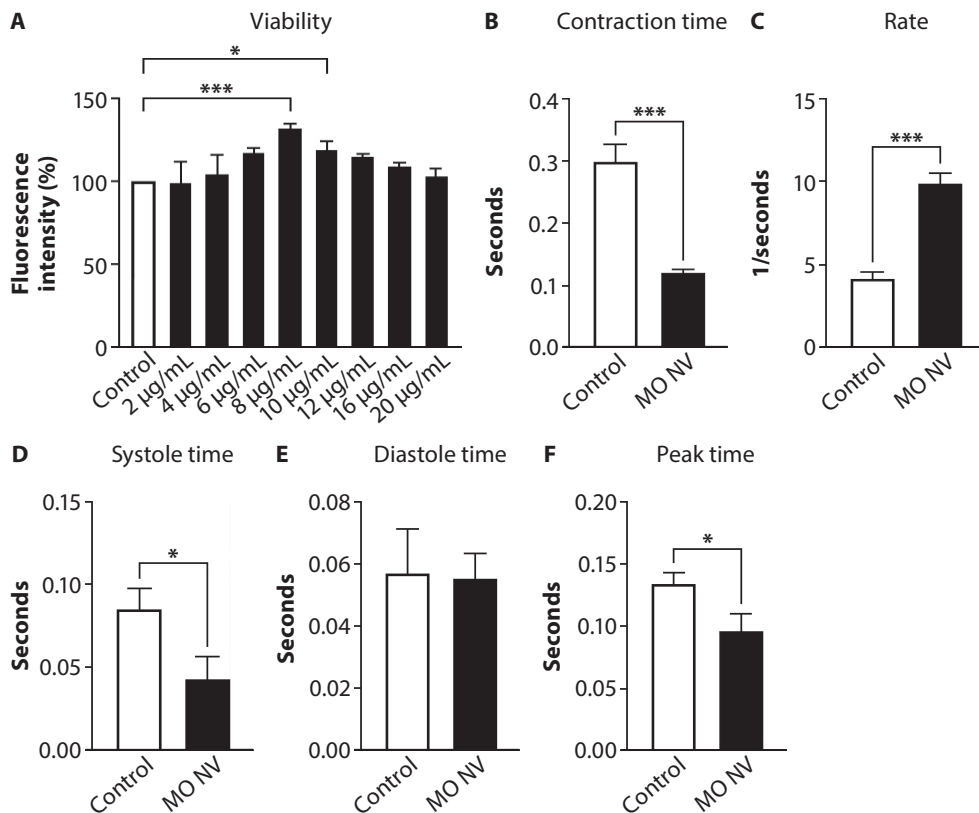 A Viability
*
***
150
100
50
0
Fluorescence
intensity (%)
Control
2 µg/mL
4 µg/mL
6 µg/mL
8 µg/mL
10 µg/mL
12 µg/mL
16 µg/mL
20 µg/mL
B Contraction time
***
0.4
0.3
0.2
0.1
0.0
Seconds
Control
MO NV
C Rate
***
15
10
5
0
1/seconds
Control
MO NV
D Systole time
*
0.15
0.10
0.05
0.00
Seconds
Control
MO NV
E Diastole time
0.08
0.06
0.04
0.02
0.00
Seconds
Control
MO NV
F Peak time
*
0.20
0.15
0.10
0.05
0.00
Seconds
Control
MO NV